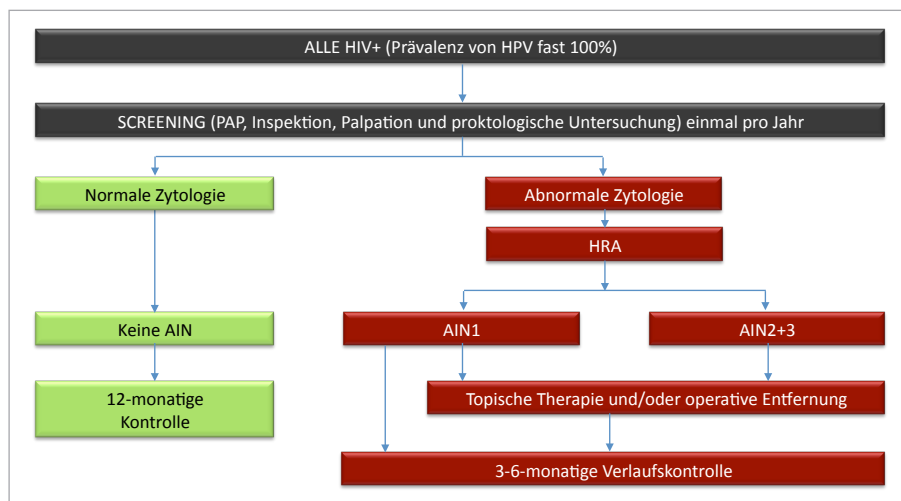 ALLE HIV+ (Prävalenz von HPV fast 100%)
SCREENING (PAP, Inspektion, Palpation und proktologische Untersuchung) einmal pro Jahr
Normale Zytologie
Abnormale Zytologie
HRA
Keine AIN
AIN1
AIN2+3
12-monatige
Kontrolle
Topische Therapie und/oder operative Entfernung
3-6-monatige Verlaufskontrolle